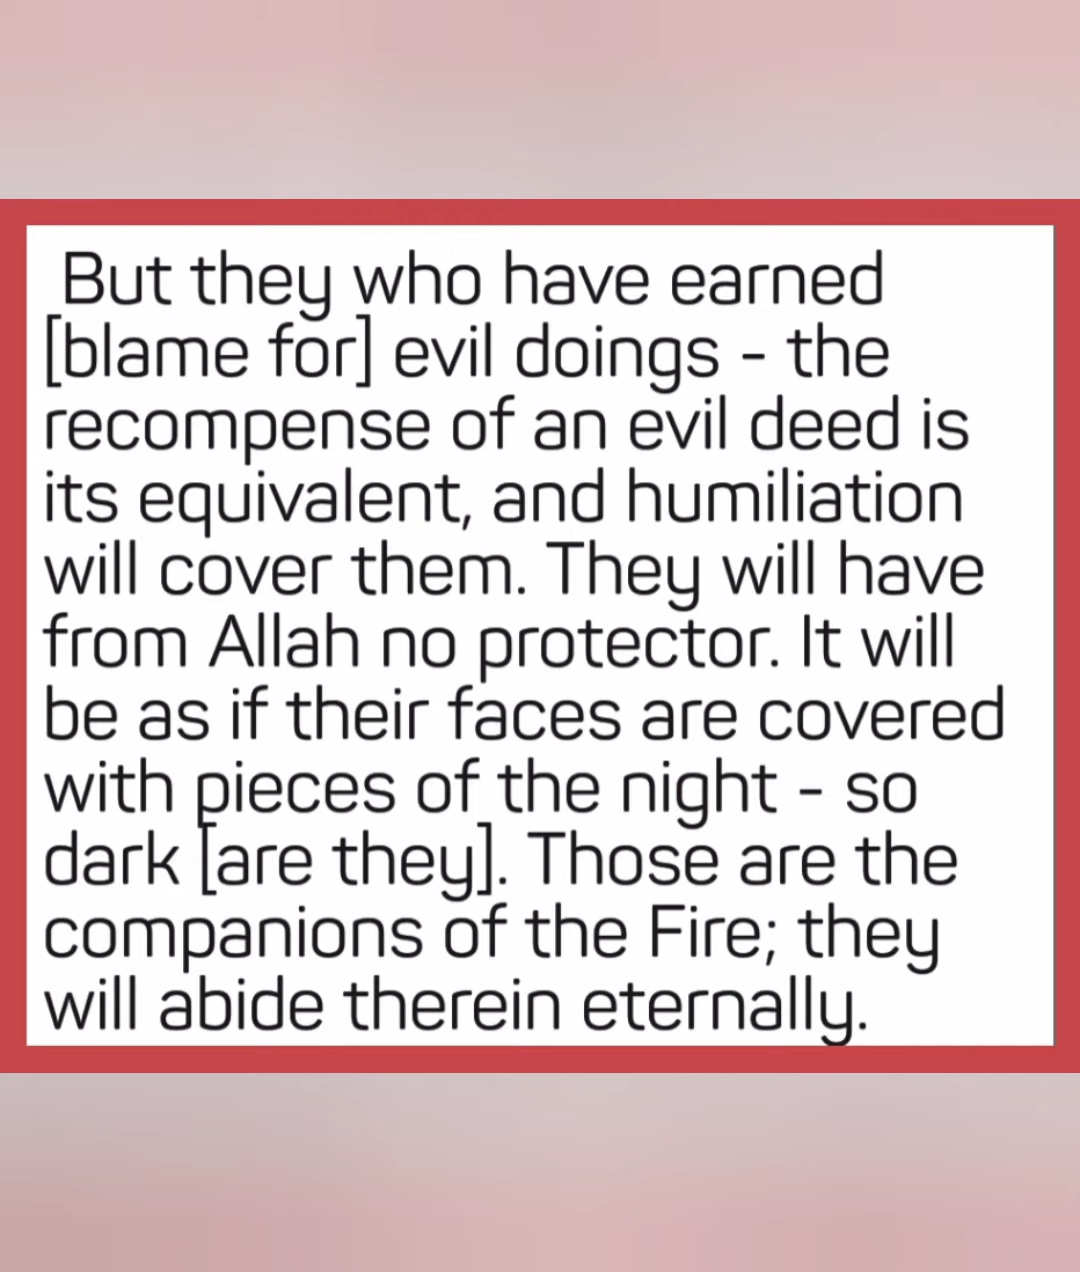 But they who have earned
[blame for] evil doings - the
recompense of an evil deed is
its equivalent, and humiliation
will cover them. They will have
from Allah no protector. It will
be as if their faces are covered
with pieces of the night - so
dark [are they]. Those are the
companions of the Fire; they
will abide therein eternally.